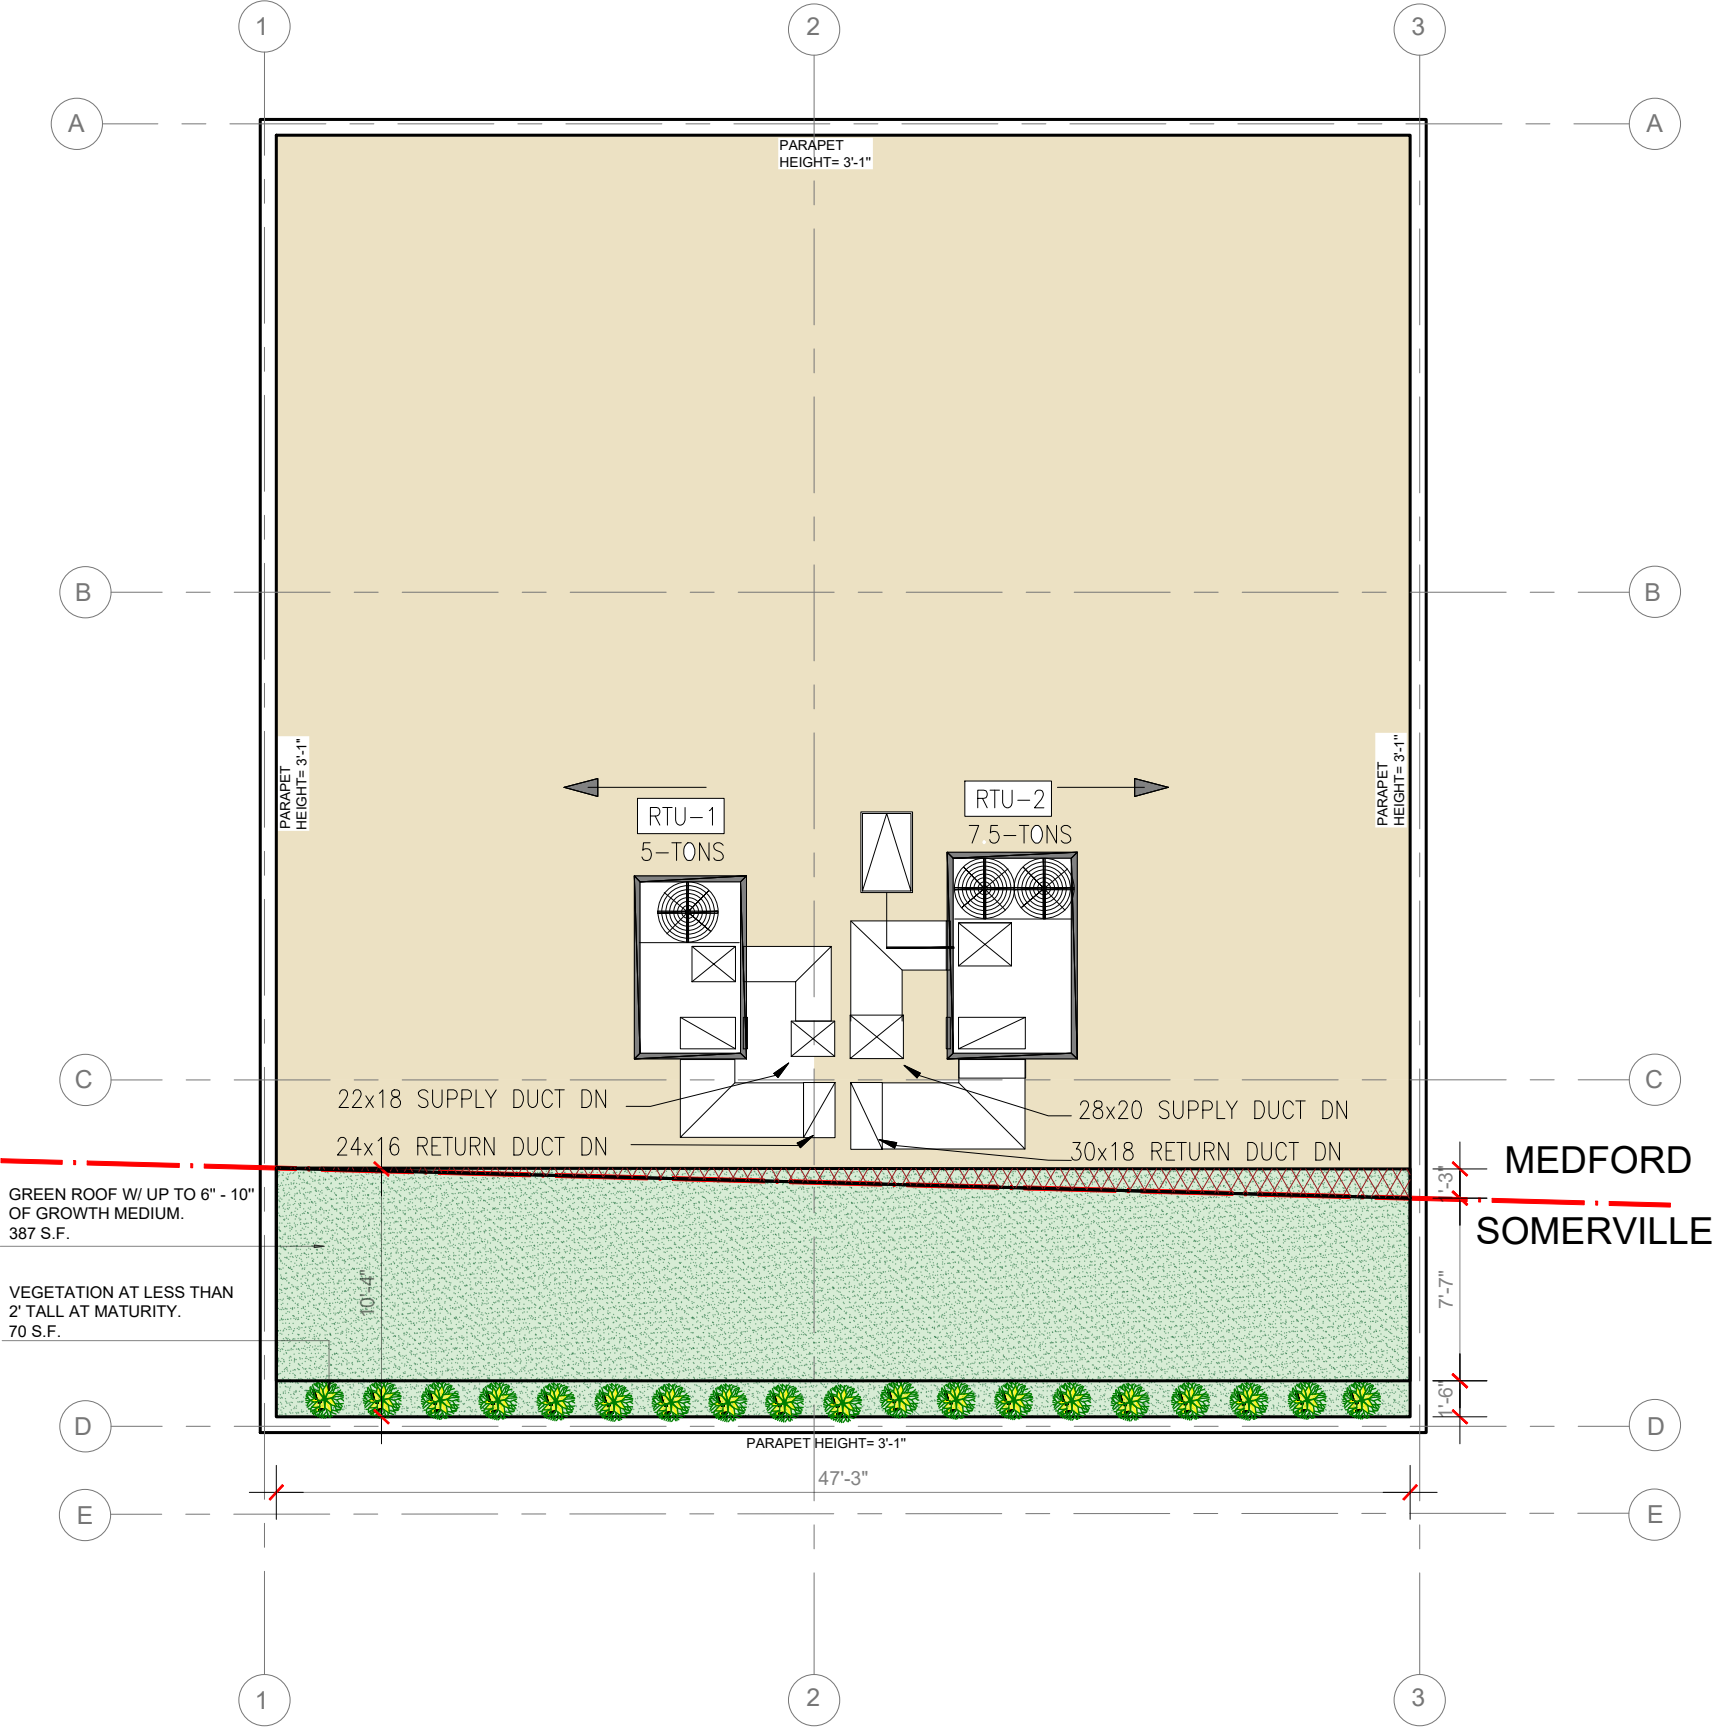 1
2
3
A
A
PARAPET
HEIGHT= 3'-1"
B
B
PARAPET
HEIGHT= 3'-1"
PARAPET
HEIGHT= 3'-1"
RTU-1
5-TONS
RTU-2
7.5-TONS
C
C
22x18 SUPPLY DUCT DN
28x20 SUPPLY DUCT DN
24x16 RETURN DUCT DN
30x18 RETURN DUCT DN
MEDFORD
1'-3"
SOMERVILLE
GREEN ROOF W/ UP TO 6" - 10"
OF GROWTH MEDIUM.
387 S.F.
10'-4"
7'-7"
VEGETATION AT LESS THAN
2' TALL AT MATURITY.
70 S.F.
1'-6"
D
D
PARAPET HEIGHT= 3'-1"
47'-3"
E
E
1
2
3